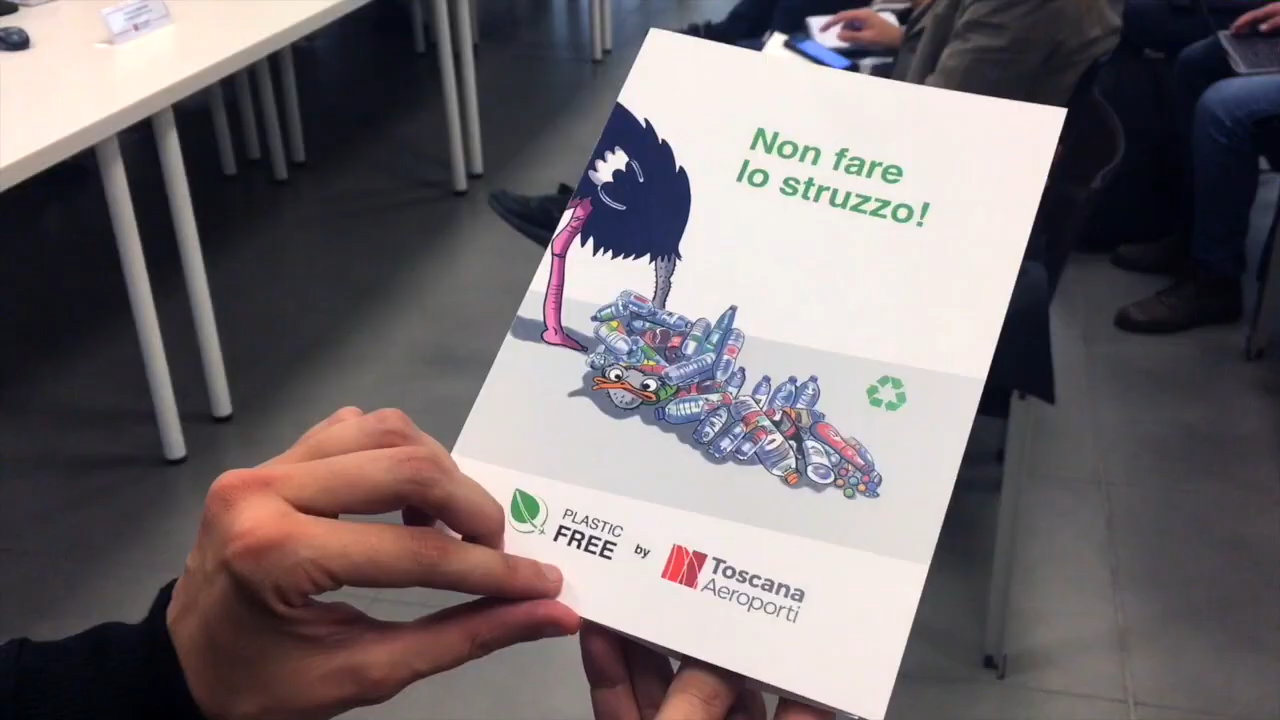 Non fare
lo struzzo!
PLASTIC
FREE
by
Toscana
Aeroporti